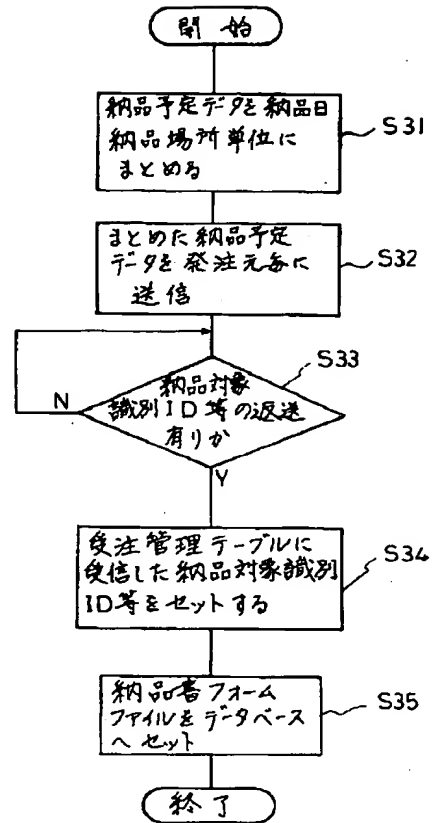 開始
納品予定データを納品日
納品場所単位に
まとめる
S31
まとめた納品予定
データを発注元毎に
送信
S32
納品対象
識別ID等の返送
有りか
S33
N
Y
受注管理テーブルに
受信した納品対象識別
ID等をセットする
S34
納品書フォーム
ファイルをデータベース
へセット
S35
終了